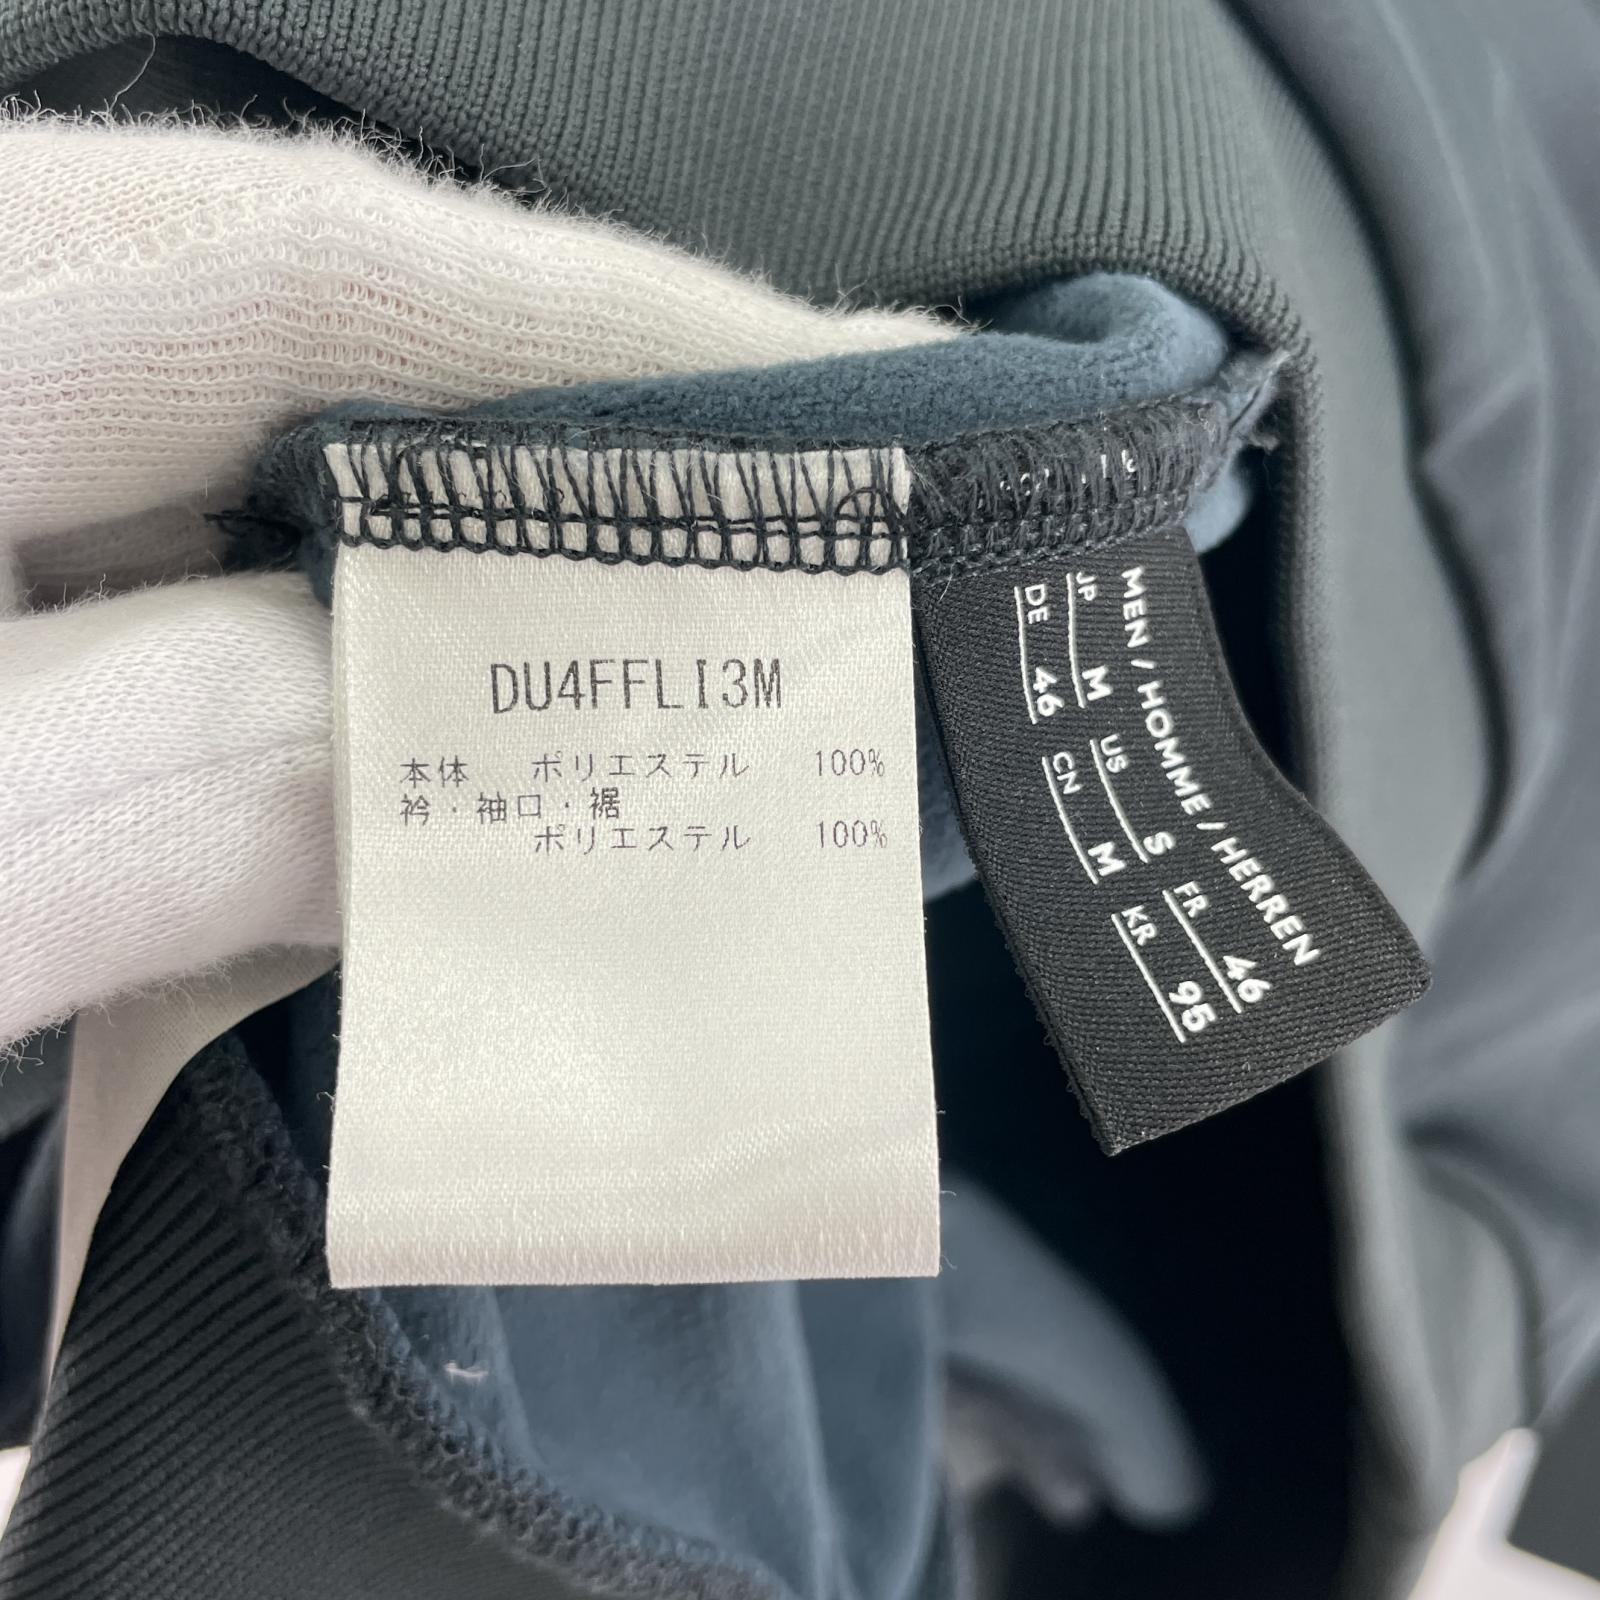 DU4FFLI3M
本体 ポリエステル 100%
衿・袖口・裾
ポリエステル 100%
MEN / HOMME / HERREN
JP M US S FR 46
DE 46 CN M KR 95